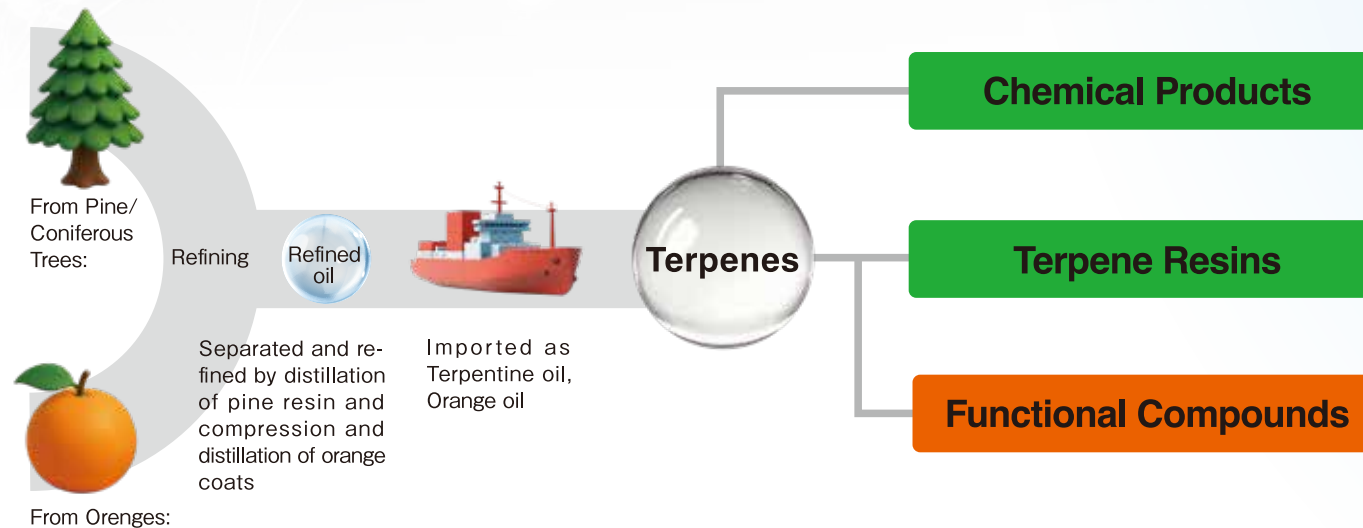 From Pine/
Coniferous
Trees:
Refining
Refined
oil
Separated and re-
fined by distillation
of pine resin and
compression and
distillation of orange
coats
Imported as
Terpentine oil,
Orange oil
From Orenges:
Terpenes
Chemical Products
Terpene Resins
Functional Compounds